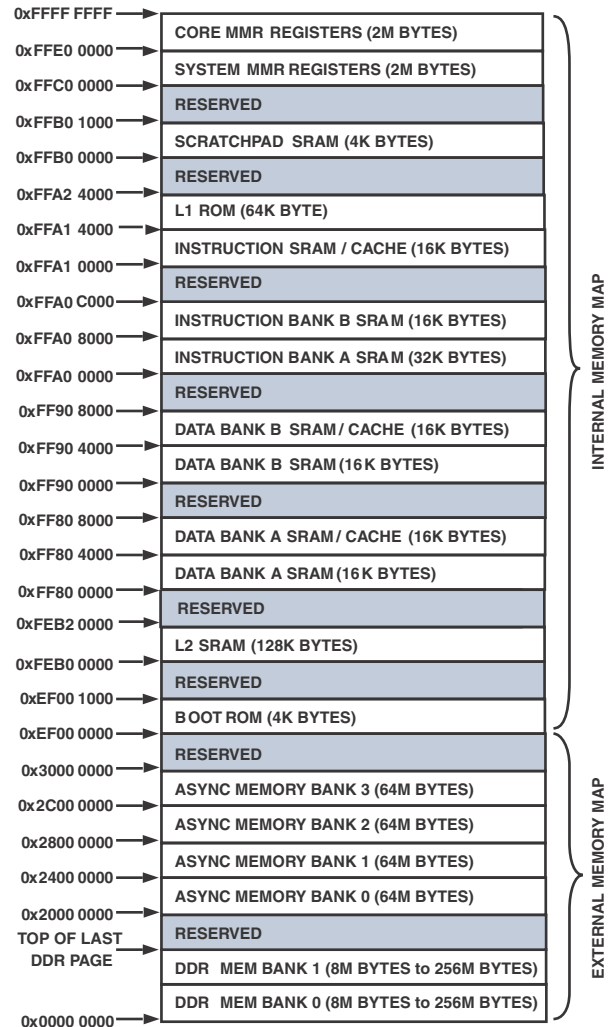 0xFFFF FFFF
CORE MMR REGISTERS (2M BYTES)
0xFFE0 0000
SYSTEM MMR REGISTERS (2M BYTES)
0xFFC0 0000
RESERVED
0xFFB0 1000
SCRATCHPAD SRAM (4K BYTES)
0xFFB0 0000
RESERVED
0xFFA2 4000
L1 ROM (64K BYTE)
0xFFA1 4000
INSTRUCTION SRAM / CACHE (16K BYTES)
0xFFA1 0000
RESERVED
0xFFA0 C000
INSTRUCTION BANK B SRAM (16K BYTES)
0xFFA0 8000
INSTRUCTION BANK A SRAM (32K BYTES)
0xFFA0 0000
RESERVED
0xFF90 8000
DATA BANK B SRAM / CACHE (16K BYTES)
0xFF90 4000
DATA BANK B SRAM (16K BYTES)
0xFF90 0000
RESERVED
0xFF80 8000
DATA BANK A SRAM / CACHE (16K BYTES)
0xFF80 4000
DATA BANK A SRAM (16K BYTES)
0xFF80 0000
RESERVED
0xFEB2 0000
L2 SRAM (128K BYTES)
0xFEB0 0000
RESERVED
0xEF00 1000
BOOT ROM (4K BYTES)
0xEF00 0000
RESERVED
0x3000 0000
ASYNC MEMORY BANK 3 (64M BYTES)
0x2C00 0000
ASYNC MEMORY BANK 2 (64M BYTES)
0x2800 0000
ASYNC MEMORY BANK 1 (64M BYTES)
0x2400 0000
ASYNC MEMORY BANK 0 (64M BYTES)
0x2000 0000
RESERVED
TOP OF LAST
DDR PAGE
DDR MEM BANK 1 (8M BYTES to 256M BYTES)
DDR MEM BANK 0 (8M BYTES to 256M BYTES)
0x0000 0000
INTERNAL MEMORY MAP
EXTERNAL MEMORY MAP